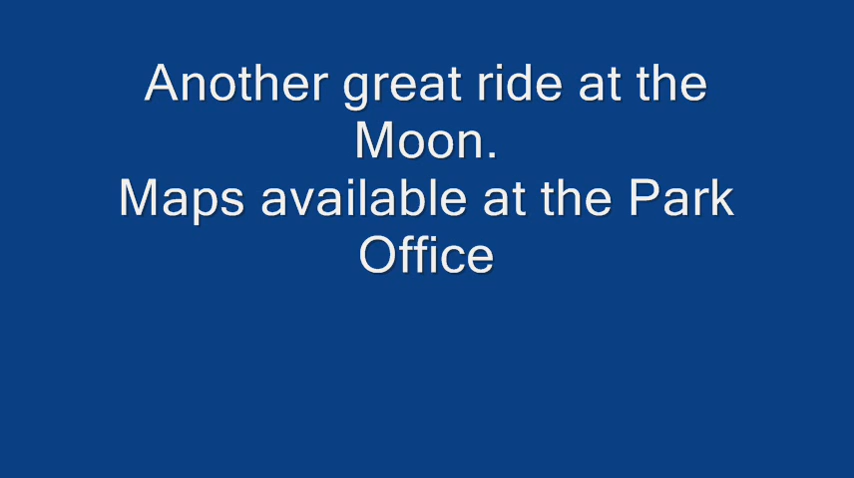 Another great ride at the
Moon.
Maps available at the Park
Office